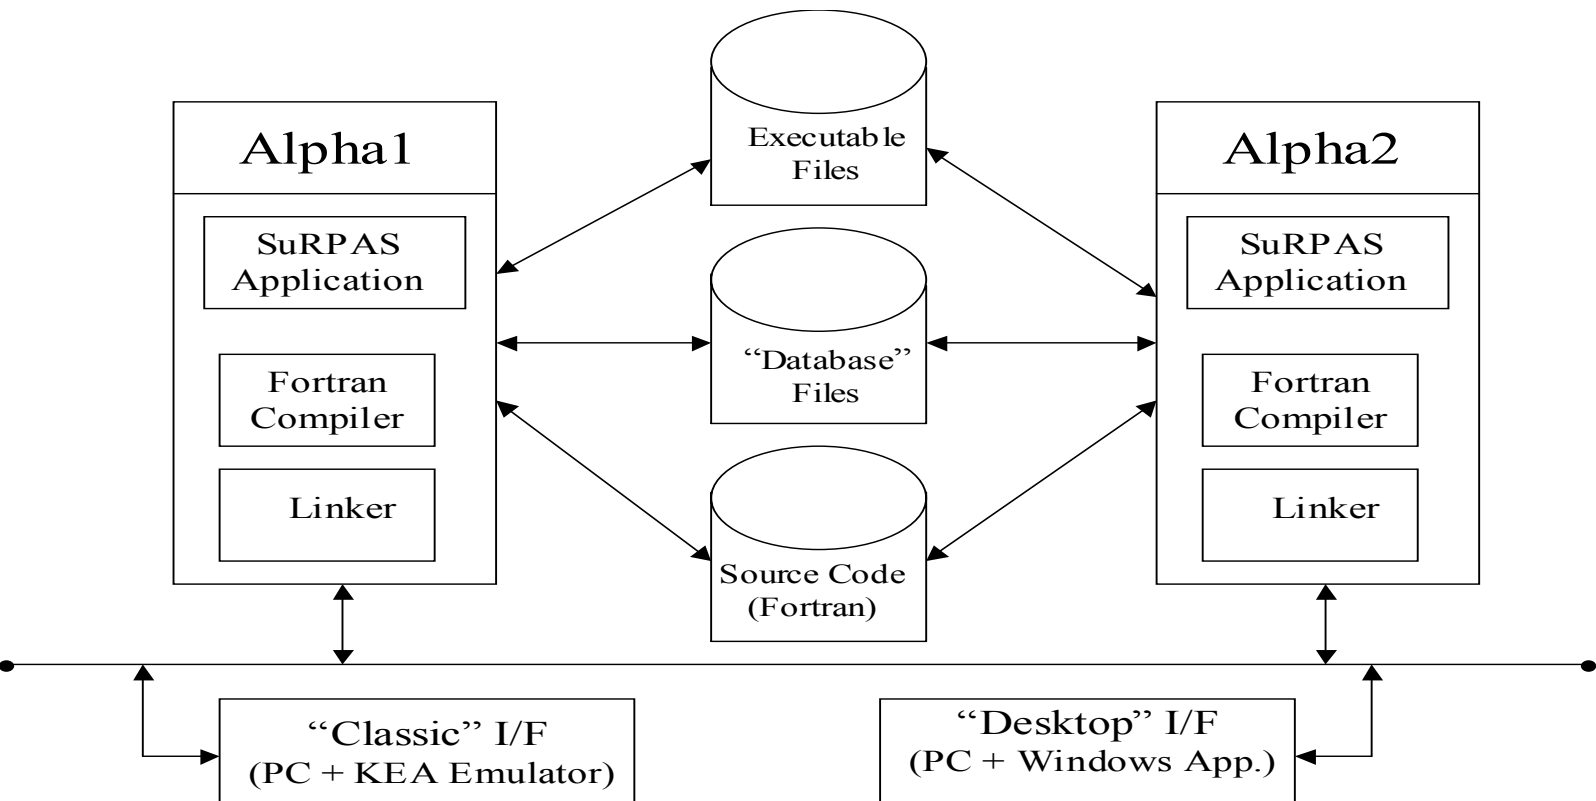 Alpha1
SuRPAS
Application
Fortran
Compiler
Linker
Executable
Files
“Database”
Files
Source Code
(Fortran)
Alpha2
SuRPAS
Application
Fortran
Compiler
Linker
“Classic” I/F
(PC + KEA Emulator)
“Desktop” I/F
(PC + Windows App.)